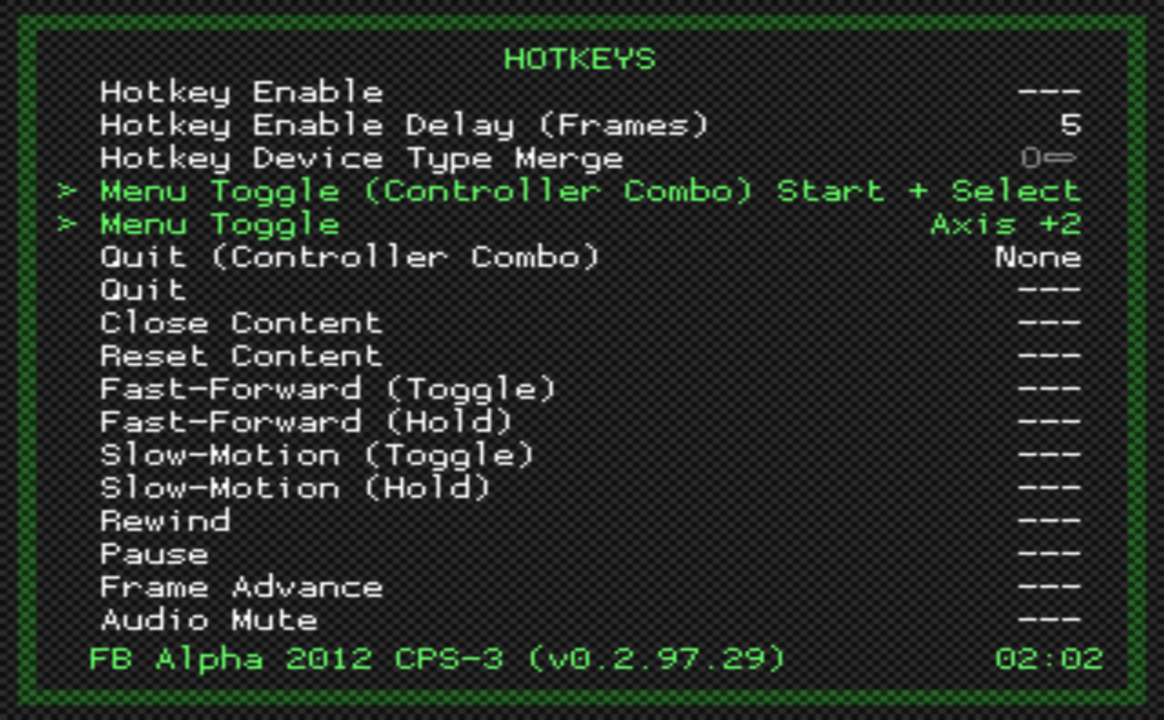 HOTKEYS
Hotkey Enable ---
Hotkey Enable Delay (Frames) 5
Hotkey Device Type Merge
> Menu Toggle (Controller Combo) Start + Select
> Menu Toggle Axis +2
Quit (Controller Combo) None
Quit ---
Close Content ---
Reset Content ---
Fast-Forward (Toggle) ---
Fast-Forward (Hold) ---
Slow-Motion (Toggle) ---
Slow-Motion (Hold) ---
Rewind ---
Pause ---
Frame Advance ---
Audio Mute ---
FB Alpha 2012 CPS-3 (v0.2.97.29) 02:02